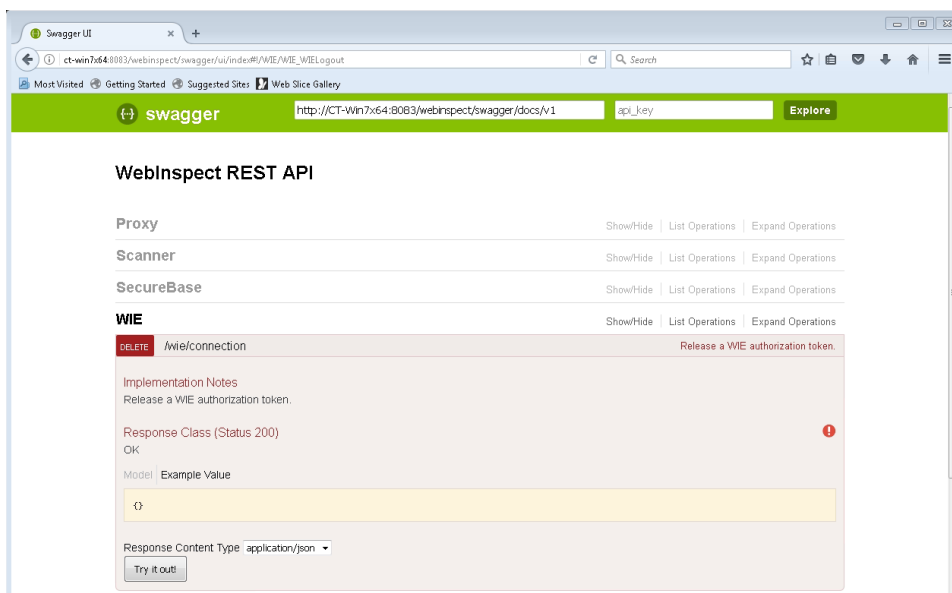 Swagger UI
ct-win7x64:8083/webinspect/swagger/ui/index#!/WIE/WIE_WIELogout
Search
Most Visited Getting Started Suggested Sites Web Slice Gallery
swagger http://CT-Win7x64:8083/webinspect/swagger/docs/v1 api_key Explore
WebInspect REST API
Proxy Show/Hide List Operations Expand Operations
Scanner Show/Hide List Operations Expand Operations
SecureBase Show/Hide List Operations Expand Operations
WIE Show/Hide List Operations Expand Operations
DELETE /wie/connection Release a WIE authorization token.
Implementation Notes
Release a WIE authorization token.
Response Class (Status 200)
OK
Model Example Value
{}
Response Content Type application/json
Try it out!